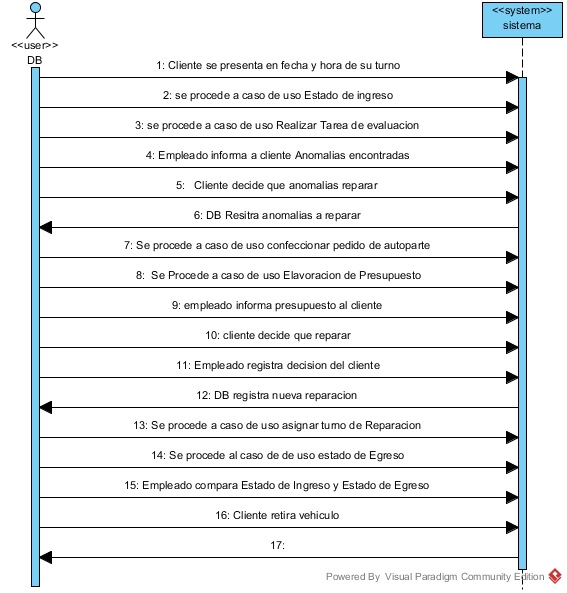 <<user>>
DB
<<system>>
sistema
1: Cliente se presenta en fecha y hora de su turno
2: se procede a caso de uso Estado de ingreso
3: se procede a caso de uso Realizar Tarea de evaluacion
4: Empleado informa a cliente Anomalias encontradas
5: Cliente decide que anomalias reparar
6: DB Resitra anomalias a reparar
7: Se procede a caso de uso confeccionar pedido de autoparte
8: Se Procede a caso de uso Elavoracion de Presupuesto
9: empleado informa presupuesto al cliente
10: cliente decide que reparar
11: Empleado registra decision del cliente
12: DB registra nueva reparacion
13: Se procede a caso de uso asignar turno de Reparacion
14: Se procede al caso de de uso estado de Egreso
15: Empleado compara Estado de Ingreso y Estado de Egreso
16: Cliente retira vehiculo
17:
Powered By Visual Paradigm Community Edition